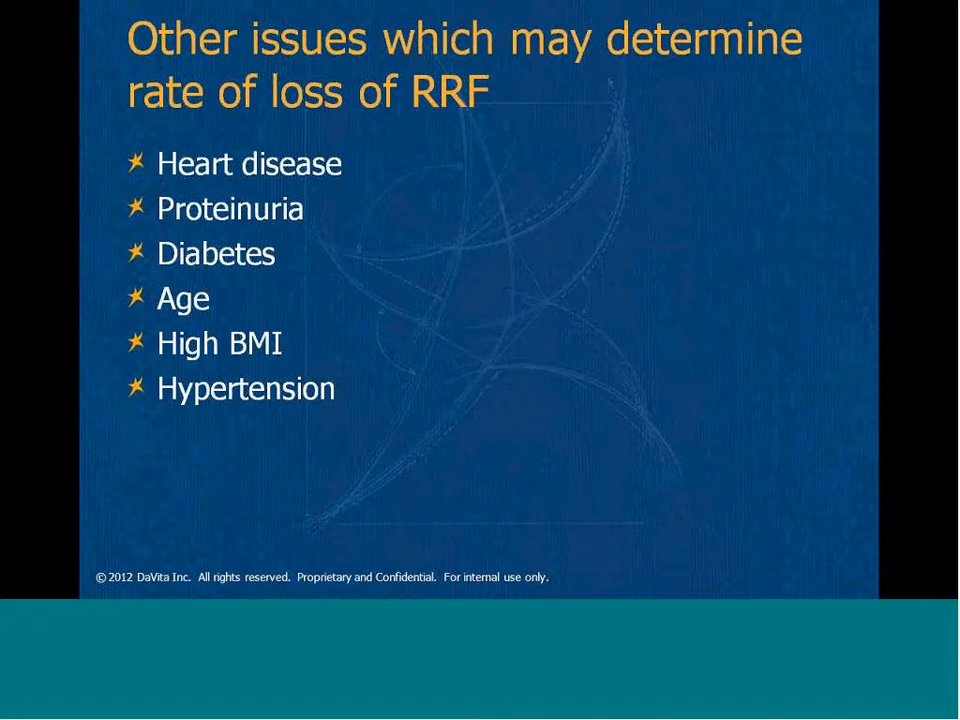 Other issues which may determine
rate of loss of RRF
Heart disease
Proteinuria
Diabetes
Age
High BMI
Hypertension
© 2012 DaVita Inc. All rights reserved. Proprietary and Confidential. For internal use only.